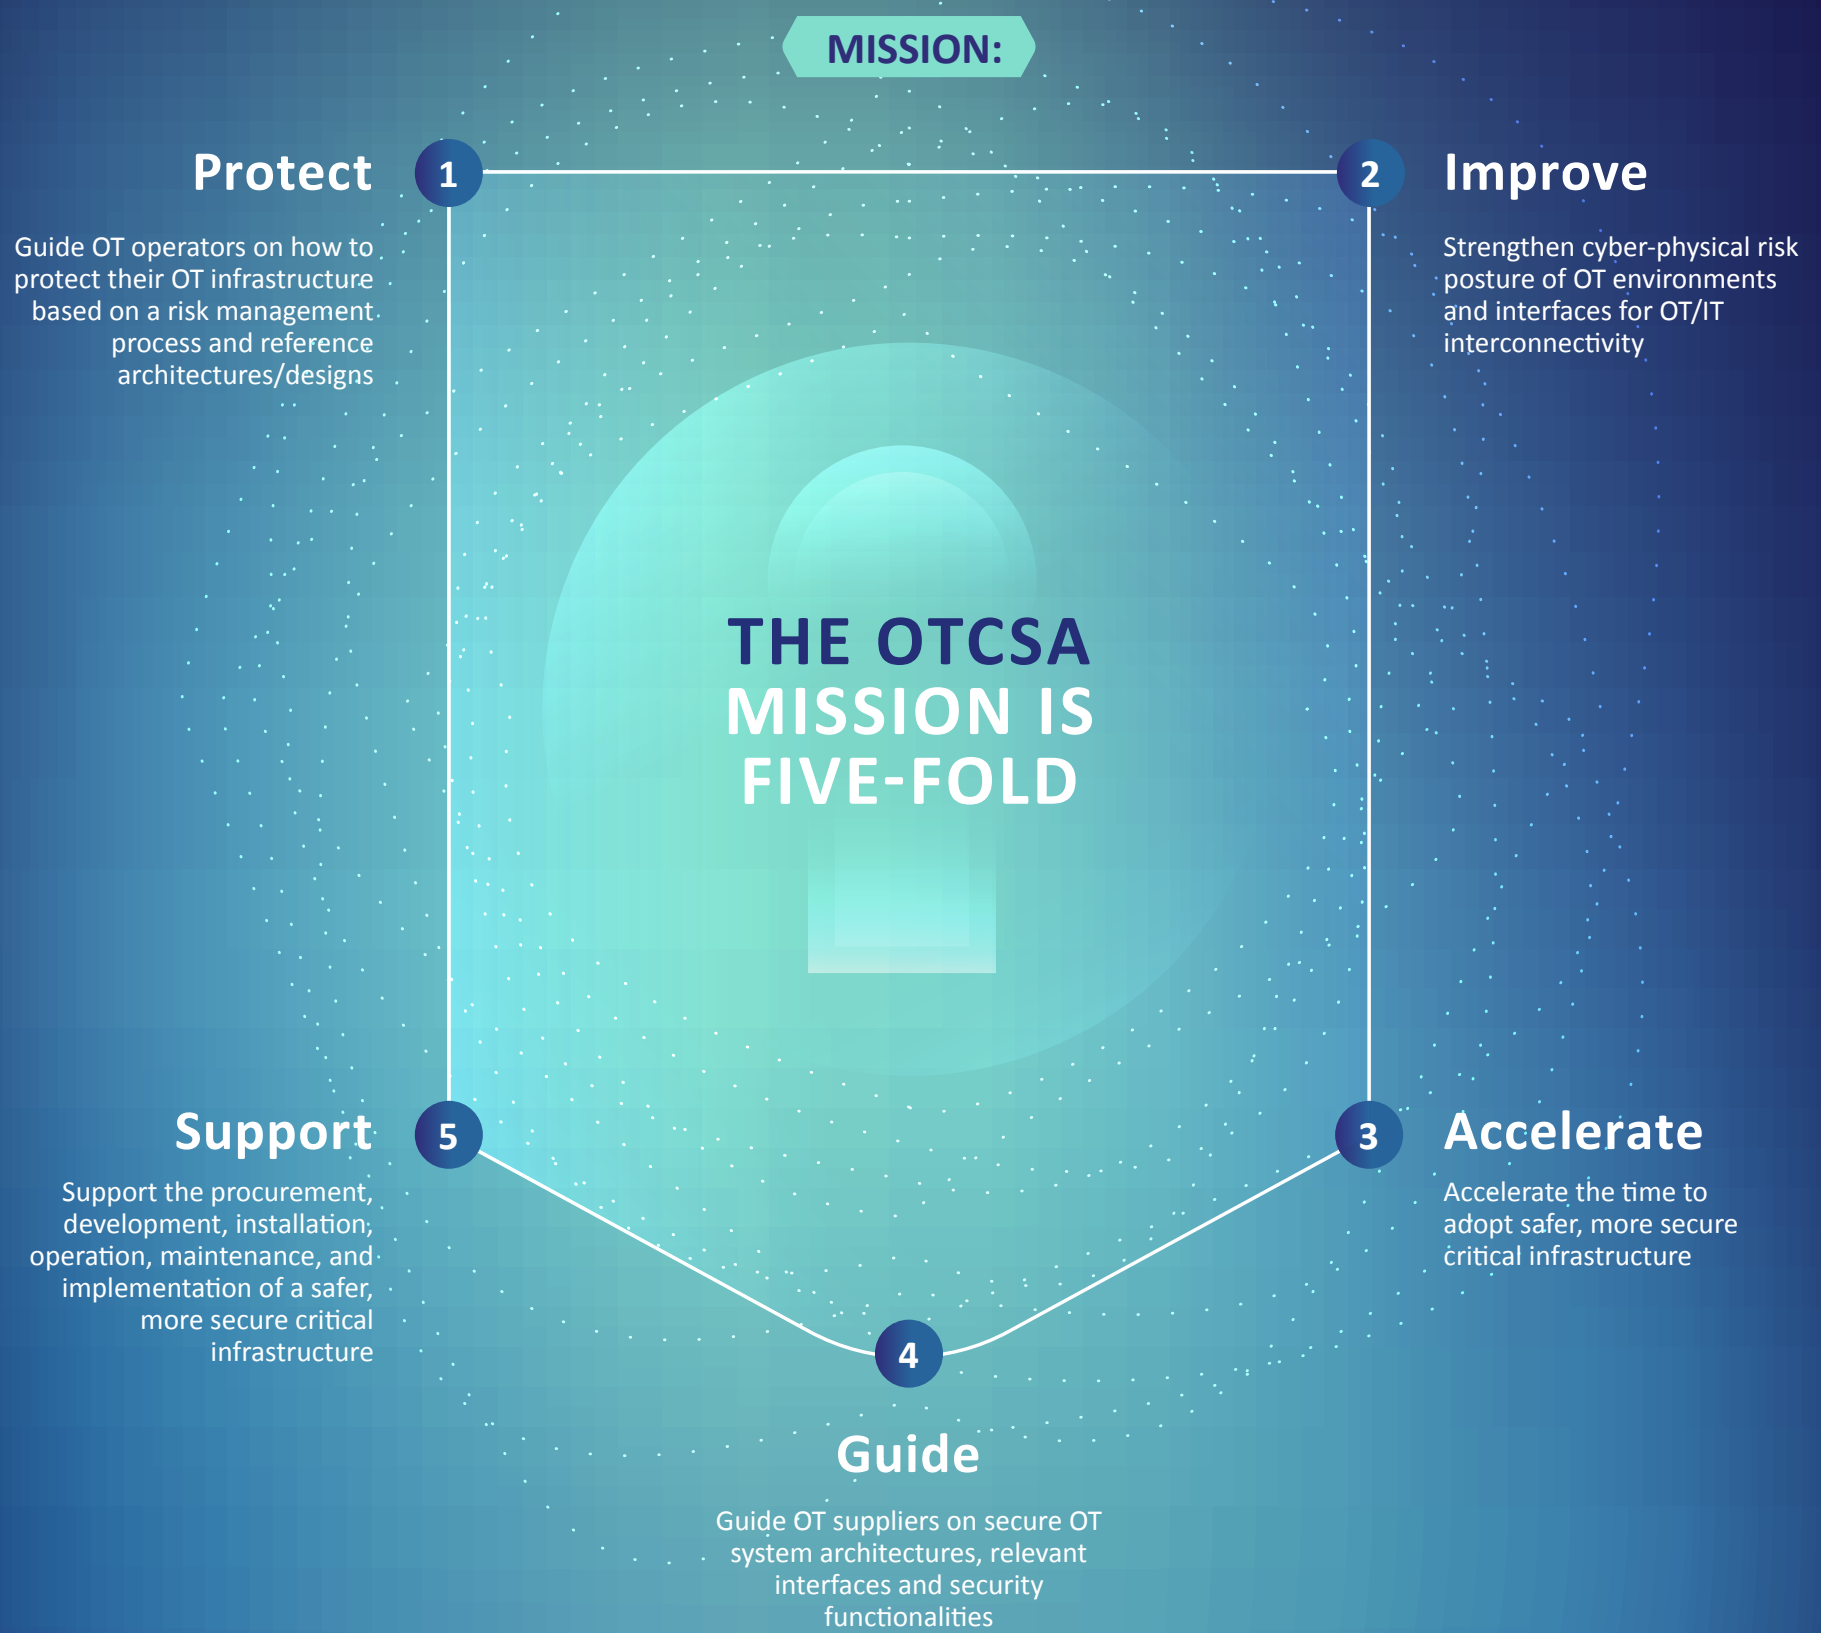 MISSION:
1
Protect
Guide OT operators on how to
protect their OT infrastructure
based on a risk management
process and reference
architectures/designs
2
Improve
Strengthen cyber-physical risk
posture of OT environments
and interfaces for OT/IT
interconnectivity
THE OTCSA
MISSION IS
FIVE-FOLD
3
Accelerate
Accelerate the time to
adopt safer, more secure
critical infrastructure
4
Guide
Guide OT suppliers on secure OT
system architectures, relevant
interfaces and security
functionalities
5
Support
Support the procurement,
development, installation,
operation, maintenance, and
implementation of a safer,
more secure critical
infrastructure